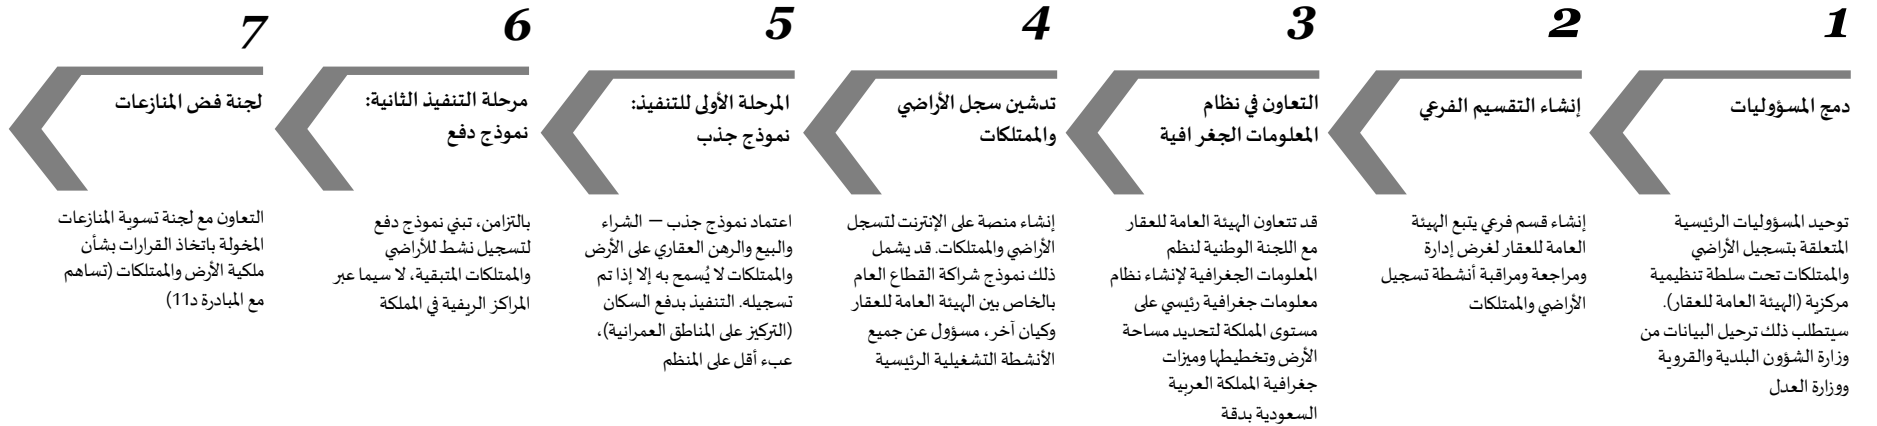 1
دمج المسؤوليات
توحيد المسؤوليات الرئيسية
المتعلقة بتسجيل الأراضي
والممتلكات تحت سلطة تنظيمية
مركزية (الهيئة العامة للعقار).
سيتطلب ذلك ترحيل البيانات من
وزارة الشؤون البلدية والقروية
ووزارة العدل
2
إنشاء التقسيم الفرعي
إنشاء قسم فرعي يتبع الهيئة
العامة للعقار لغرض إدارة
ومراجعة ومراقبة أنشطة تسجيل
الأراضي والممتلكات
3
التعاون في نظام
المعلومات الجغر افية
قد تتعاون الهيئة العامة للعقار
مع اللجنة الوطنية لنظم
المعلومات الجغرافية لإنشاء نظام
معلومات جغرافية رئيسي على
مستوى المملكة لتحديد مساحة
الأرض وتخطيطها وميزات
جغرافية المملكة العربية
السعودية بدقة
4
تدشين سجل الأراضي
والممتلكات
إنشاء منصة على الإنترنت لتسجل
الأراضي والممتلكات. قد يشمل
ذلك نموذج شراكة القطاع العام
بالخاص بين الهيئة العامة للعقار
وكيان آخر، مسؤول عن جميع
الأنشطة التشغيلية الرئيسية
5
المرحلة الأولى للتنفيذ:
نموذج جذب
اعتماد نموذج جذب – الشراء
والبيع والرهن العقاري على الأرض
والممتلكات لا يُسمح به إلا إذا تم
تسجيله. التنفيذ بدفع السكان
(التركيز على المناطق العمرانية)،
عبء أقل على المنظم
6
مرحلة التنفيذ الثانية:
نموذج دفع
بالتزامن، تبني نموذج دفع
لتسجيل نشط للأراضي
والممتلكات المتبقية، لا سيما عبر
المراكز الريفية في المملكة
7
لجنة فض المنازعات
التعاون مع لجنة تسوية المنازعات
المخولة باتخاذ القرارات بشأن
ملكية الأرض والممتلكات (تساهم
مع المبادرة د11)